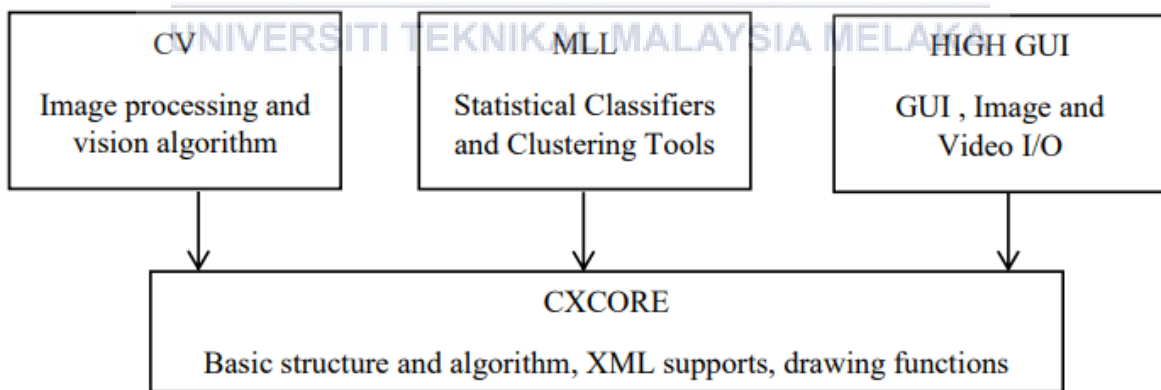 UNIVERSITI TEKNIKAL MALAYSIA MELAKA
CV
Image processing and
vision algorithm
MLL
Statistical Classifiers
and Clustering Tools
HIGH GUI
GUI , Image and
Video I/O
CXCORE
Basic structure and algorithm, XML supports, drawing functions